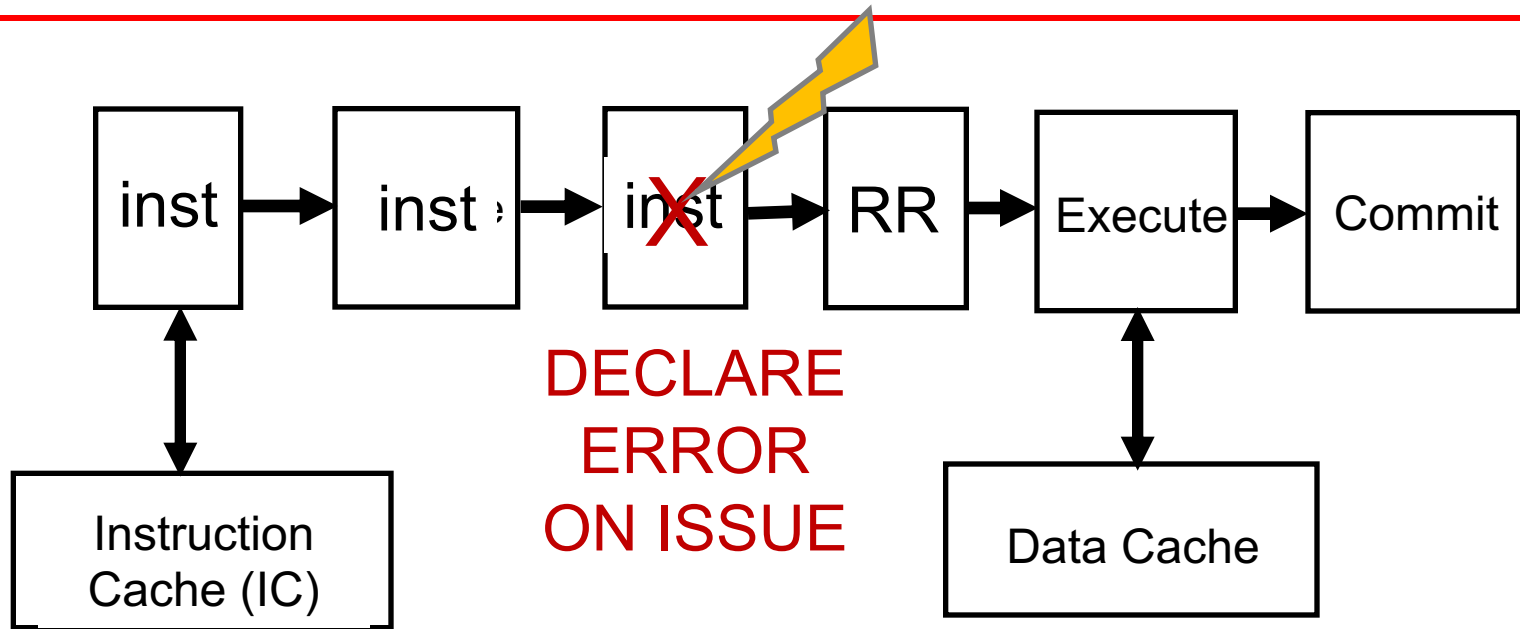 inst
inst e
inst
X
RR
Execute
Commit
DECLARE
ERROR
ON ISSUE
Instruction
Cache (IC)
Data Cache